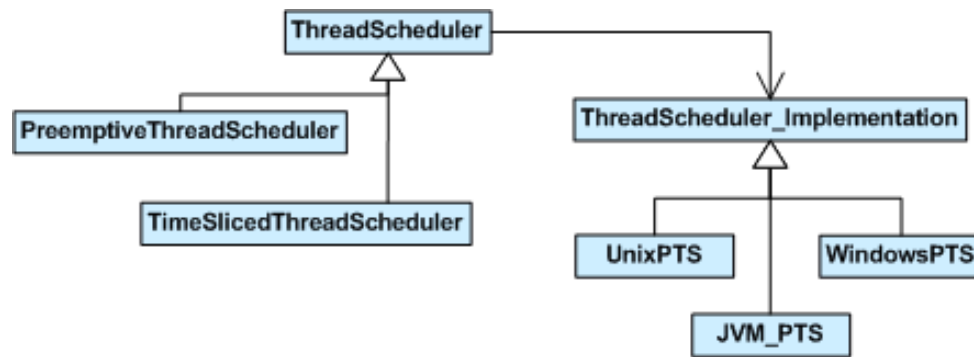 ThreadScheduler
ThreadScheduler_Implementation
PreemptiveThreadScheduler
TimeSlicedThreadScheduler
UnixPTS
WindowsPTS
JVM_PTS